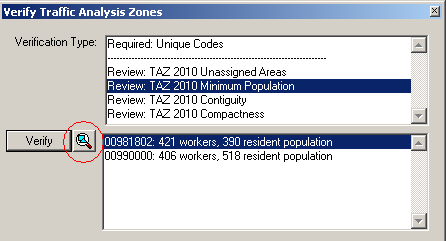 Verify Traffic Analysis Zones
Verification Type:
Required: Unique Codes
--------------------------------------------------------------------
Review: TAZ 2010 Unassigned Areas
Review: TAZ 2010 Minimum Population
Review: TAZ 2010 Contiguity
Review: TAZ 2010 Compactness
Verify
00981802: 421 workers, 390 resident population
00990000: 406 workers, 518 resident population